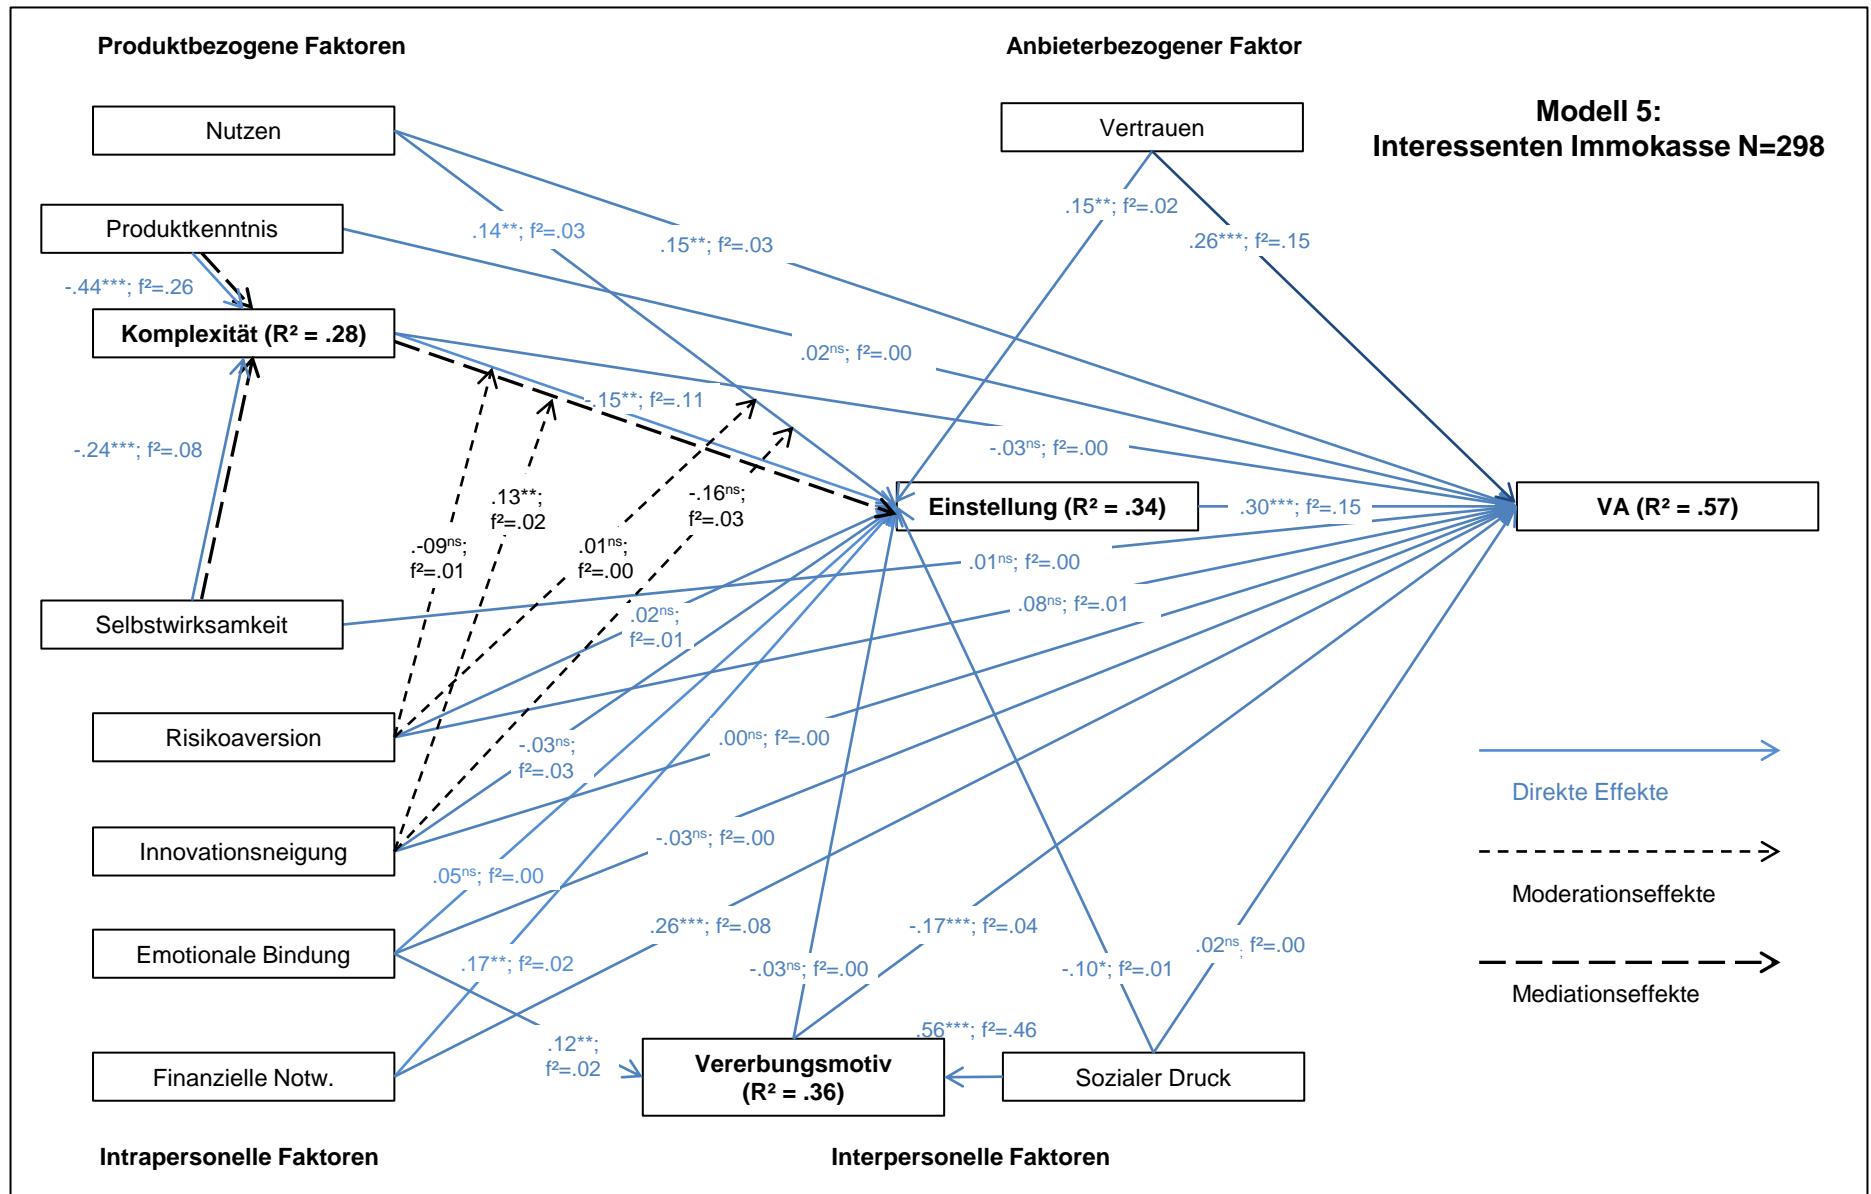 Produktbezogene Faktoren
Anbieterbezogener Faktor
Modell 5:
Interessenten Immokasse N=298
Nutzen
Vertrauen
Produktkenntnis
.14**; f²=.03
.15**; f²=.03
.15**; f²=.02
.26***; f²=.15
-.44***; f²=.26
Komplexität (R² = .28)
.02ns; f²=.00
-.15**; f²=.11
-.24***; f²=.08
-.03ns; f²=.00
.13**;
f²=.02
-.16ns;
f²=.03
Einstellung (R² = .34)
.30***; f²=.15
VA (R² = .57)
.-09ns;
f²=.01
.01ns;
f²=.00
.01ns; f²=.00
Selbstwirksamkeit
.02ns;
f²=.01
.08ns; f²=.01
Risikoaversion
-.03ns;
f²=.03
.00ns; f²=.00
Direkte Effekte
Innovationsneigung
-.03ns; f²=.00
.05ns; f²=.00
Moderationseffekte
Emotionale Bindung
.17**; f²=.02
.26***; f²=.08
-.17***; f²=.04
-.03ns; f²=.00
-.10*; f²=.01
.02ns; f²=.00
Mediationseffekte
.12**;
f²=.02
.56***; f²=.46
Finanzielle Notw.
Vererbungsmotiv
(R² = .36)
Sozialer Druck
Intrapersonelle Faktoren
Interpersonelle Faktoren